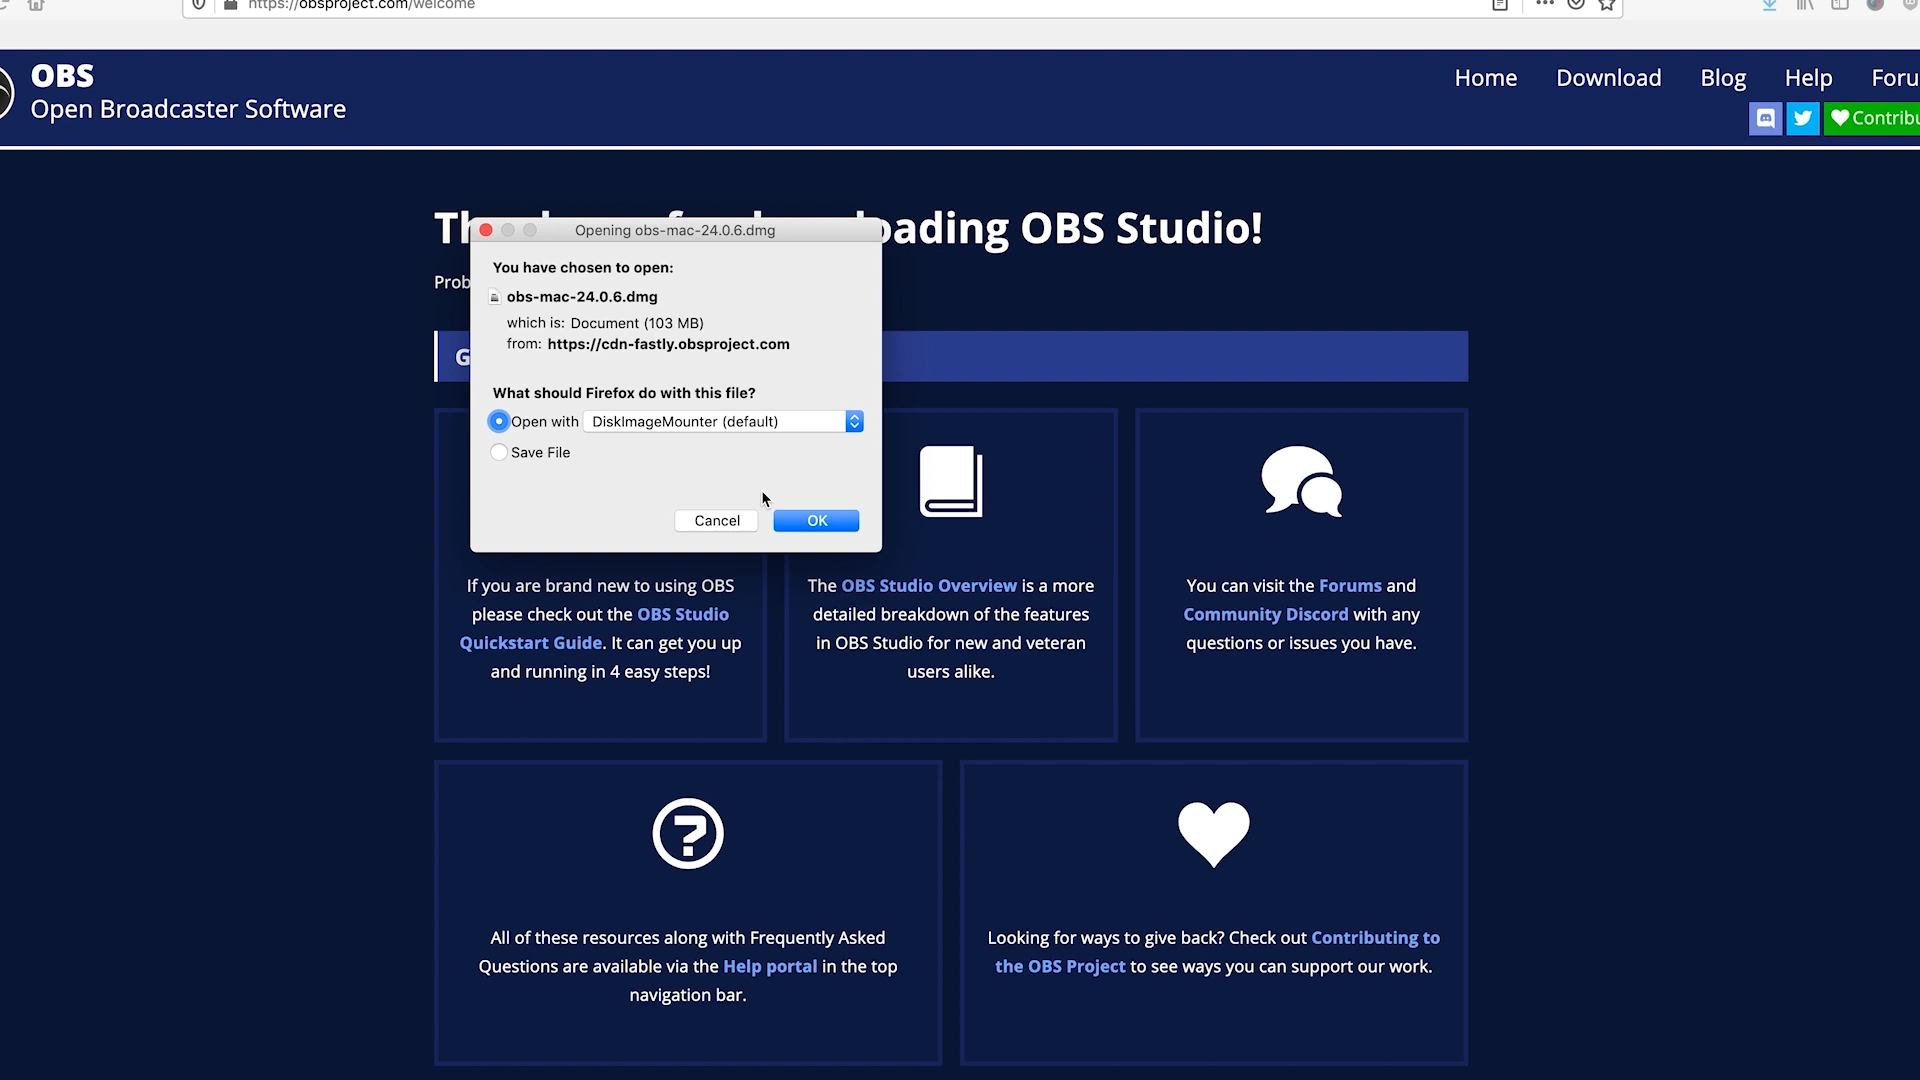 https://obsproject.com/welcome
OBS
Open Broadcaster Software
Home
Download
Blog
Help
Foru
Contribu
Th
oading OBS Studio!
Prob
G
Opening obs-mac-24.0.6.dmg
You have chosen to open:
obs-mac-24.0.6.dmg
which is: Document (103 MB)
from: https://cdn-fastly.obsproject.com
What should Firefox do with this file?
Open with DiskImageMounter (default)
Save File
Cancel
OK
If you are brand new to using OBS
please check out the OBS Studio
Quickstart Guide. It can get you up
and running in 4 easy steps!
The OBS Studio Overview is a more
detailed breakdown of the features
in OBS Studio for new and veteran
users alike.
You can visit the Forums and
Community Discord with any
questions or issues you have.
All of these resources along with Frequently Asked
Questions are available via the Help portal in the top
navigation bar.
Looking for ways to give back? Check out Contributing to
the OBS Project to see ways you can support our work.